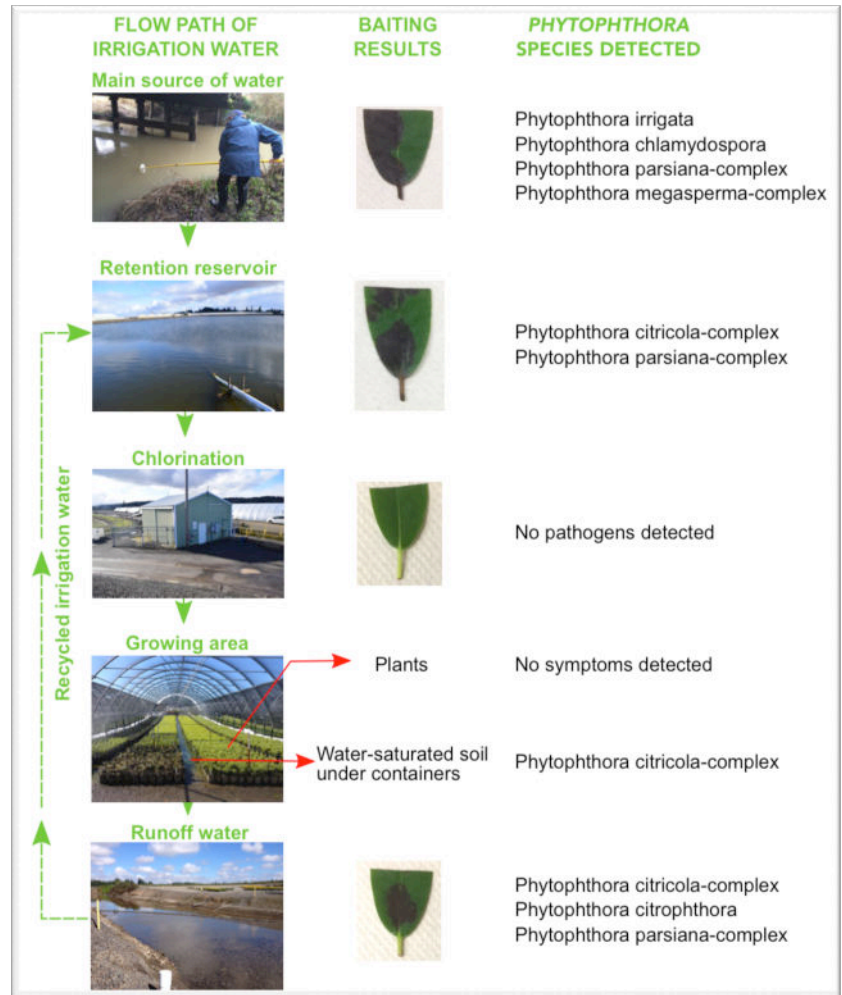 FLOW PATH OF
IRRIGATION WATER
BAITING
RESULTS
PHYTOPHTHORA
SPECIES DETECTED
Main source of water
Phytophthora irrigata
Phytophthora chlamydospora
Phytophthora parsiana-complex
Phytophthora megasperma-complex
Retention reservoir
Phytophthora citricola-complex
Phytophthora parsiana-complex
Chlorination
No pathogens detected
Recycled irrigation water
Growing area
Plants
No symptoms detected
Water-saturated soil
under containers
Phytophthora citricola-complex
Runoff water
Phytophthora citricola-complex
Phytophthora citrophthora
Phytophthora parsiana-complex